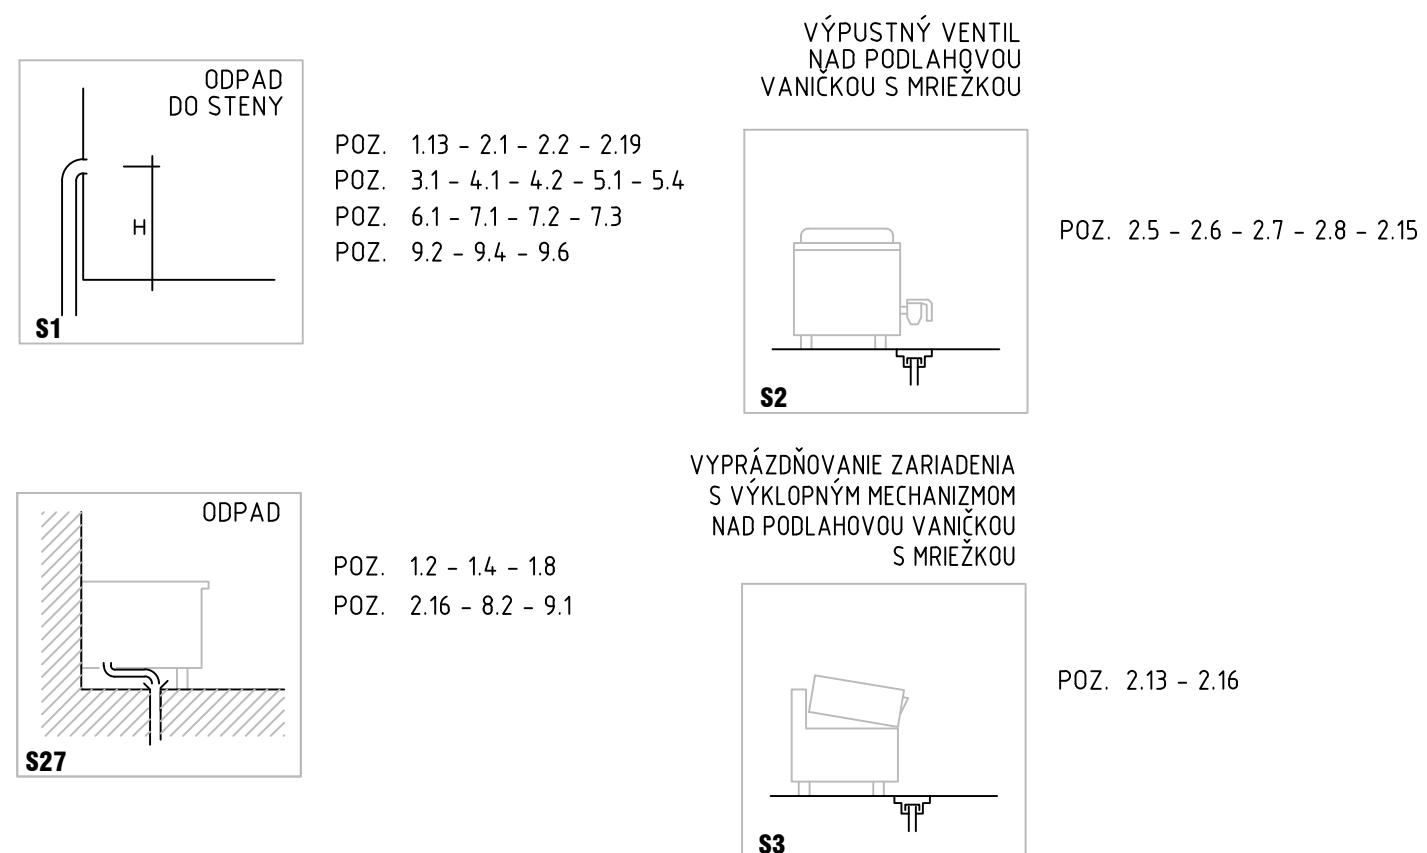 ODPAD
DO STENY
H
S1
POZ. 1.13 - 2.1 - 2.2 - 2.19
POZ. 3.1 - 4.1 - 4.2 - 5.1 - 5.4
POZ. 6.1 - 7.1 - 7.2 - 7.3
POZ. 9.2 - 9.4 - 9.6
VÝPUSTNÝ VENTIL
NAD PODLAHOVOU
VANIČKOU S MRIEŽKOU
S2
POZ. 2.5 - 2.6 - 2.7 - 2.8 - 2.15
ODPAD
S27
POZ. 1.2 - 1.4 - 1.8
POZ. 2.16 - 8.2 - 9.1
VYPRÁZDŇOVANIE ZARIADENIA
S VÝKLOPNÝM MECHANIZMOM
NAD PODLAHOVOU VANIČKOU
S MRIEŽKOU
S3
POZ. 2.13 - 2.16